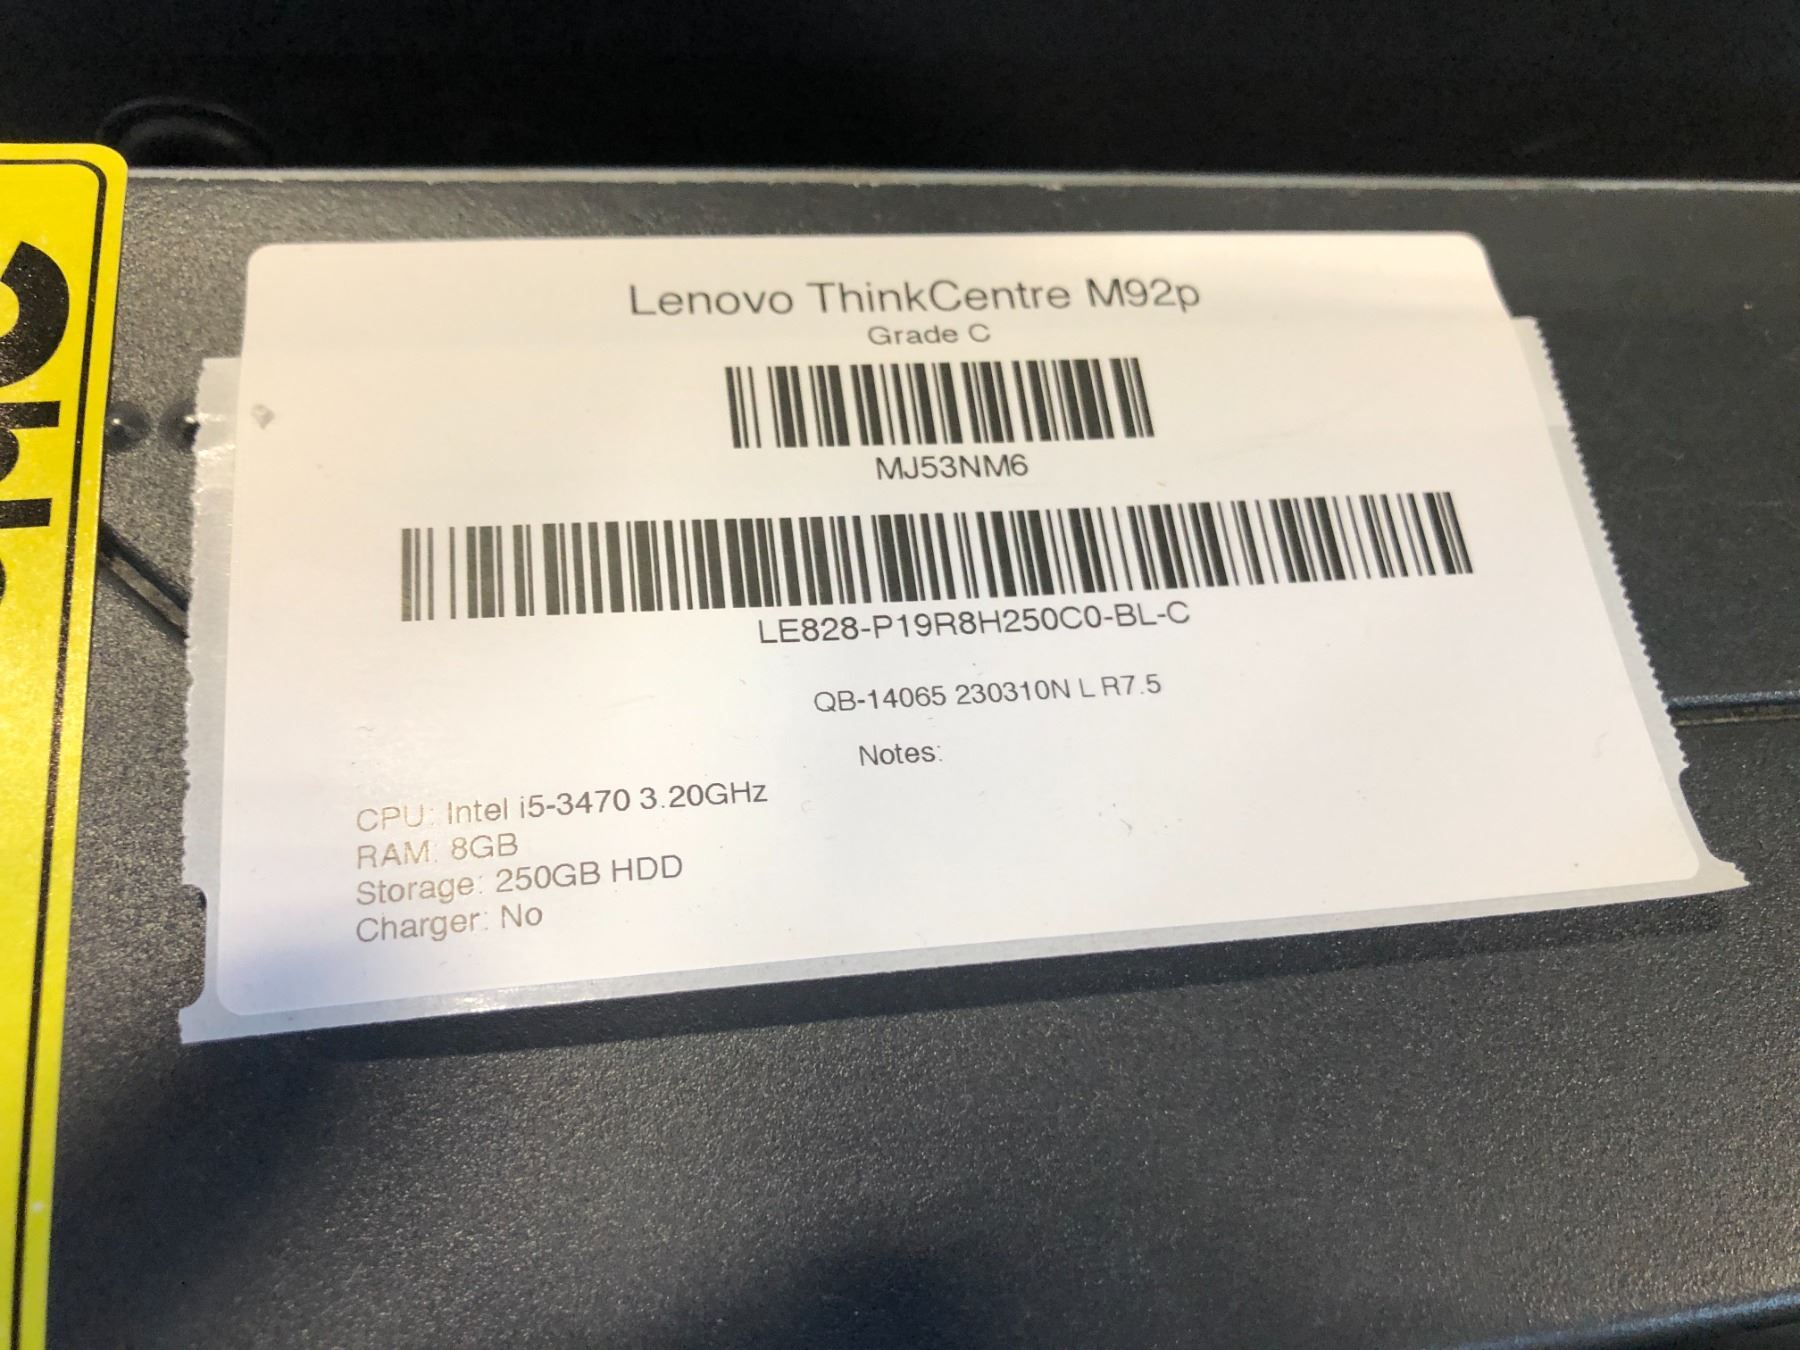 Lenovo ThinkCentre M92p
Grade C
MJ53NM6
LE828-P19R8H250C0-BL-C
QB-14065 230310N L R7.5
Notes:
CPU: Intel i5-3470 3.20GHz
RAM: 8GB
Storage: 250GB HDD
Charger: No